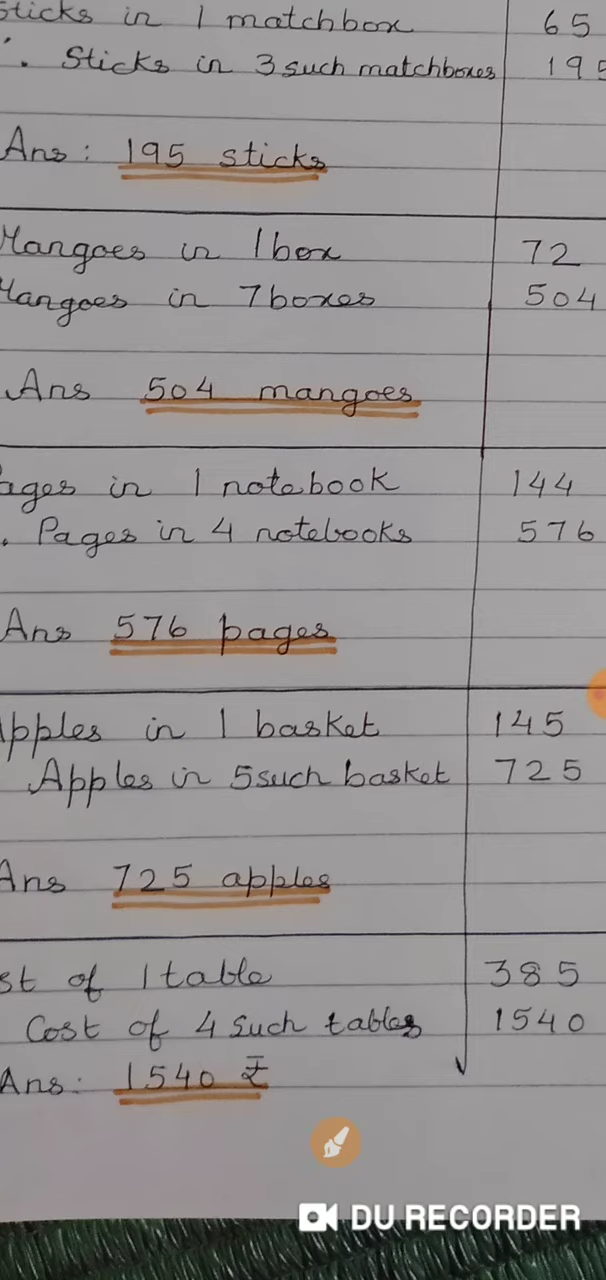 sticks in 1 matchbox 65
∴ Sticks in 3 such matchboxes 195
Ans: 195 sticks
Mangoes in 1 box 72
Mangoes in 7 boxes 504
Ans 504 mangoes
ages in 1 notebook 144
. Pages in 4 notebooks 576
Ans 576 pages
Apples in 1 basket 145
Apples in 5 such basket 725
Ans 725 apples
st of 1 table 385
Cost of 4 such tables 1540
Ans: 1540 ₹
DU RECORDER